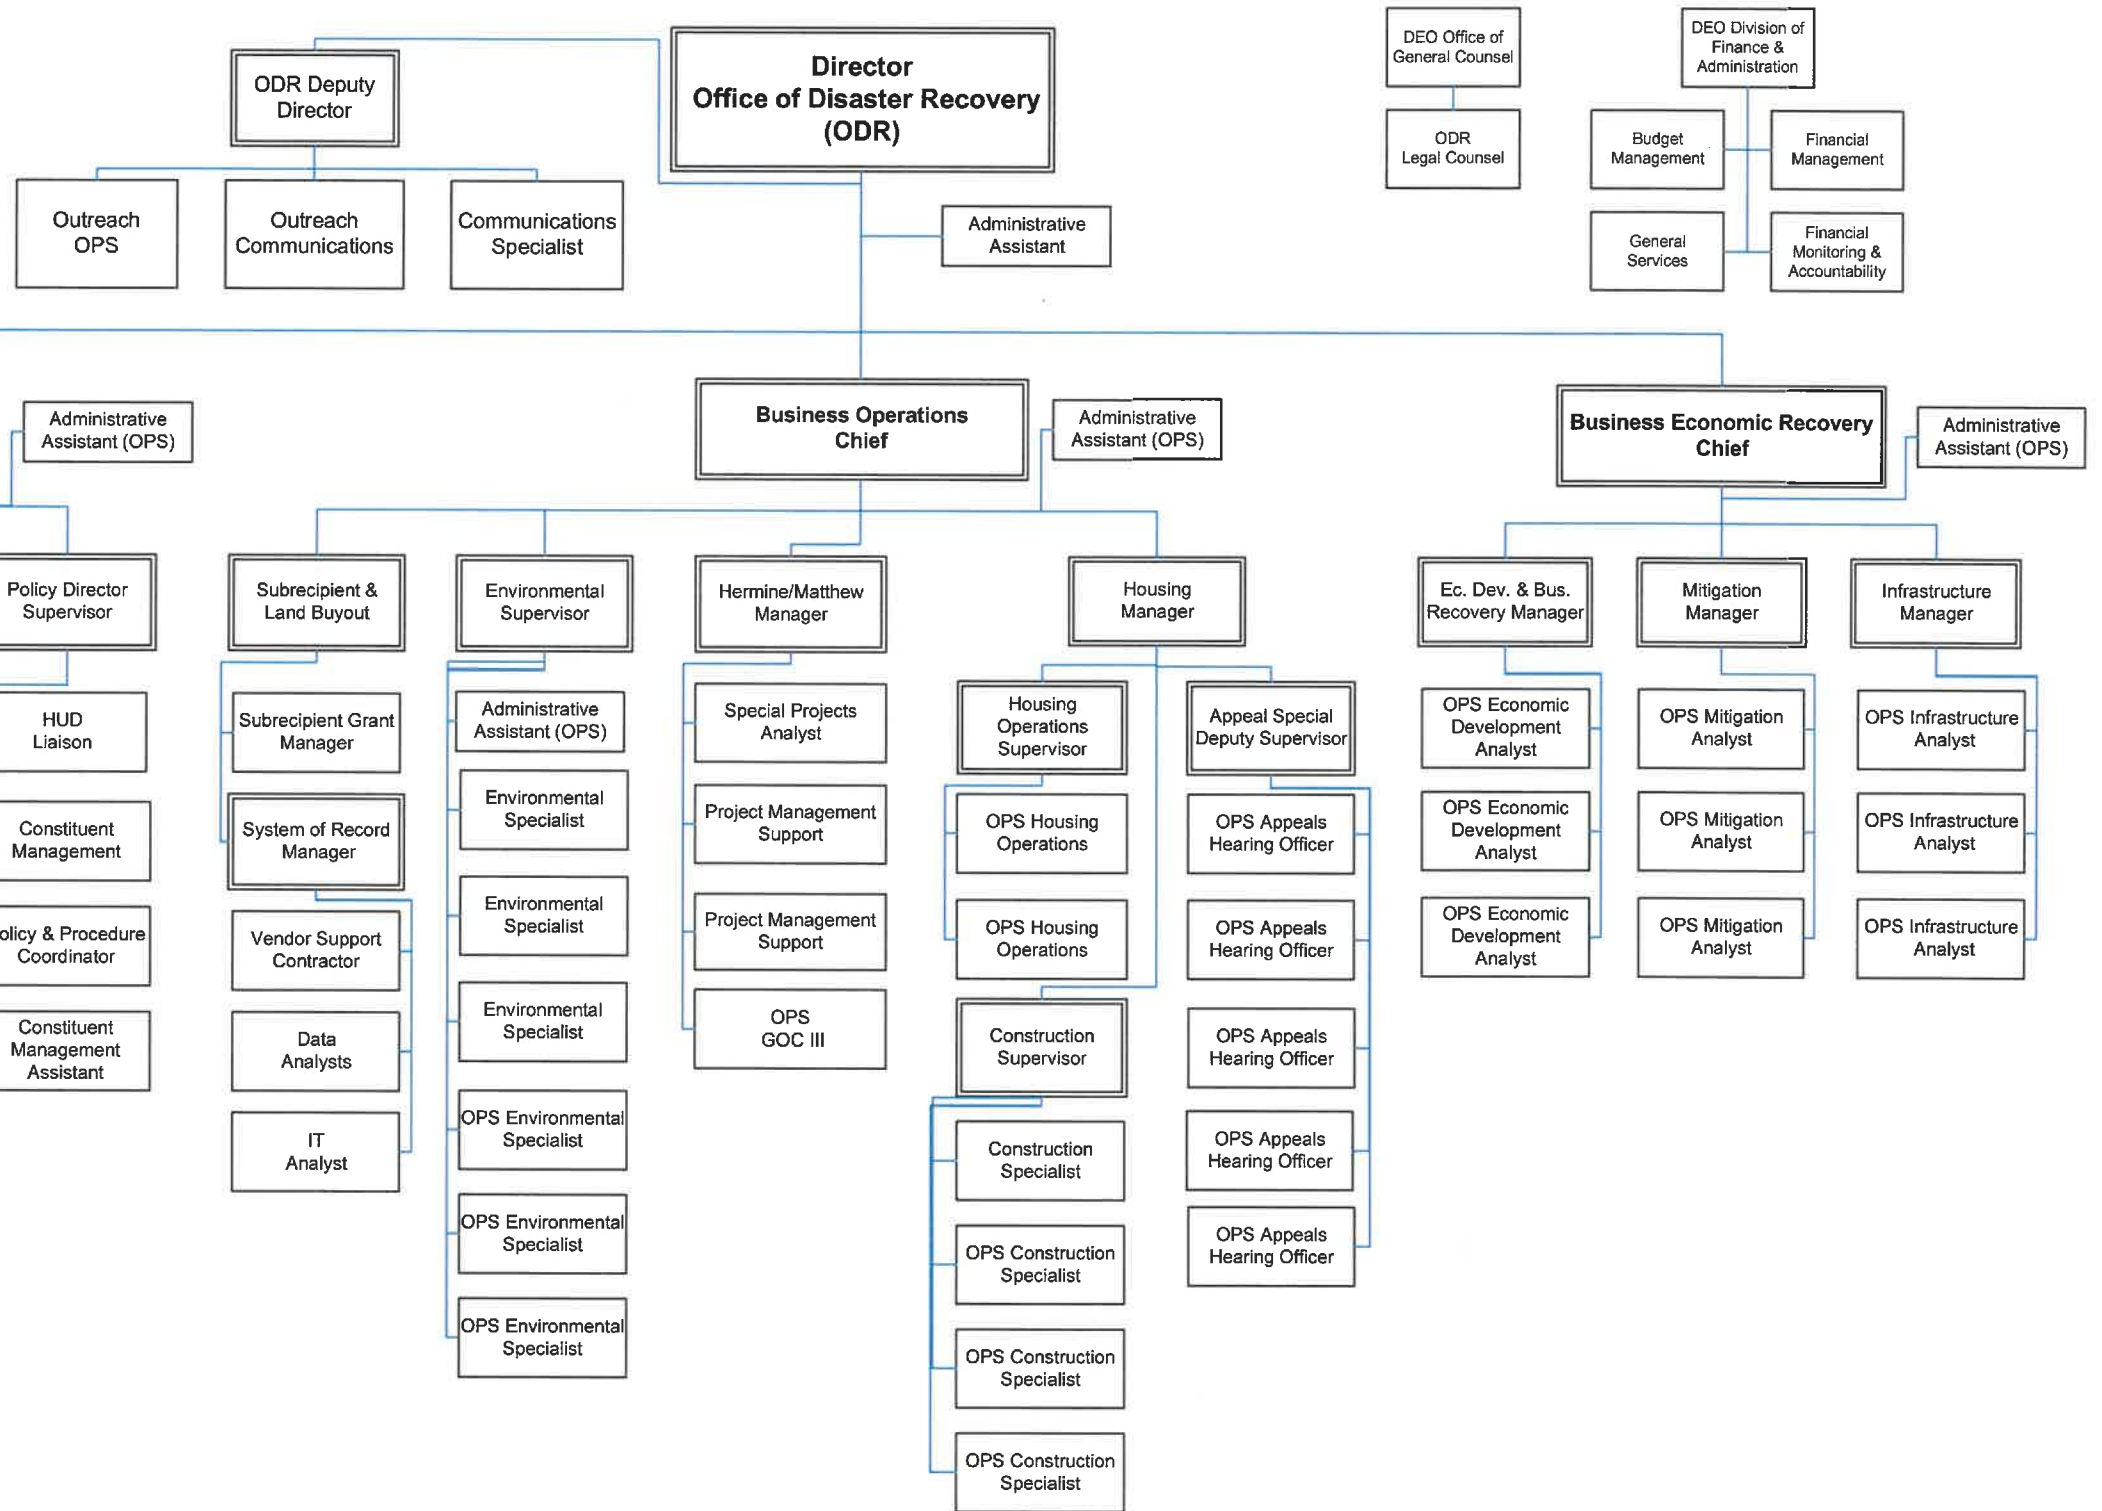 Director
Office of Disaster Recovery
(ODR)
ODR Deputy
Director
DEO Office of
General Counsel
DEO Division of
Finance &
Administration
ODR
Legal Counsel
Budget
Management
Financial
Management
General
Services
Financial
Monitoring &
Accountability
Outreach
OPS
Outreach
Communications
Communications
Specialist
Administrative
Assistant
Administrative
Assistant (OPS)
Business Operations
Chief
Administrative
Assistant (OPS)
Business Economic Recovery
Chief
Administrative
Assistant (OPS)
Policy Director
Supervisor
HUD
Liaison
Constituent
Management
olicy & Procedure
Coordinator
Constituent
Management
Assistant
Subrecipient &
Land Buyout
Subrecipient Grant
Manager
System of Record
Manager
Vendor Support
Contractor
Data
Analysts
IT
Analyst
Environmental
Supervisor
Administrative
Assistant (OPS)
Environmental
Specialist
Environmental
Specialist
Environmental
Specialist
OPS Environmental
Specialist
OPS Environmental
Specialist
OPS Environmental
Specialist
Hermine/Matthew
Manager
Special Projects
Analyst
Project Management
Support
Project Management
Support
OPS
GOC III
Housing
Manager
Housing
Operations
Supervisor
OPS Housing
Operations
OPS Housing
Operations
Construction
Supervisor
Construction
Specialist
OPS Construction
Specialist
OPS Construction
Specialist
OPS Construction
Specialist
Appeal Special
Deputy Supervisor
OPS Appeals
Hearing Officer
OPS Appeals
Hearing Officer
OPS Appeals
Hearing Officer
OPS Appeals
Hearing Officer
OPS Appeals
Hearing Officer
Ec. Dev. & Bus.
Recovery Manager
OPS Economic
Development
Analyst
OPS Economic
Development
Analyst
OPS Economic
Development
Analyst
Mitigation
Manager
OPS Mitigation
Analyst
OPS Mitigation
Analyst
OPS Mitigation
Analyst
Infrastructure
Manager
OPS Infrastructure
Analyst
OPS Infrastructure
Analyst
OPS Infrastructure
Analyst